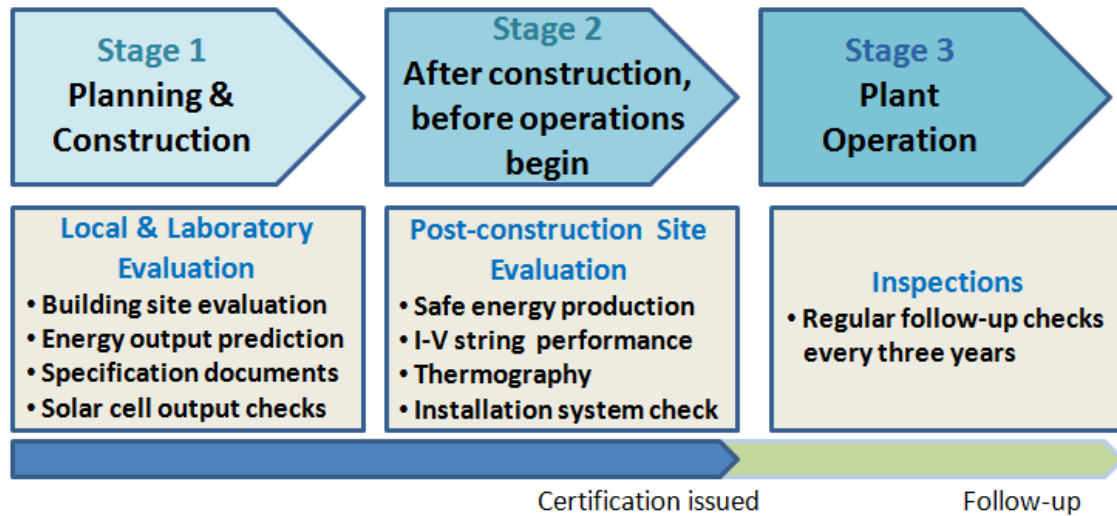 Stage 1
Planning &
Construction
Stage 2
After construction,
before operations
begin
Stage 3
Plant
Operation
Local & Laboratory
Evaluation
• Building site evaluation
• Energy output prediction
• Specification documents
• Solar cell output checks
Post-construction Site
Evaluation
• Safe energy production
• I-V string performance
• Thermography
• Installation system check
Inspections
• Regular follow-up checks
every three years
Certification issued
Follow-up